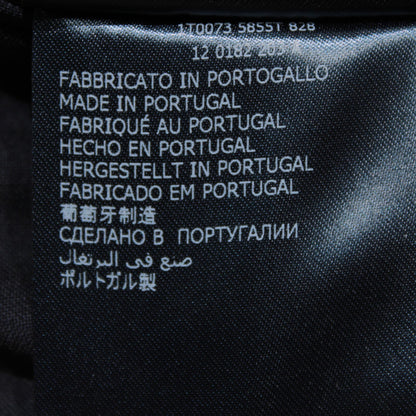 1T0073 5855T 828
12 0182
FABBRICATO IN PORTOGALLO
MADE IN PORTUGAL
FABRIQUÉ AU PORTUGAL
HECHO EN PORTUGAL
HERGESTELLT IN PORTUGAL
FABRICADO EM PORTUGAL
葡萄牙制造
СДЕЛАНО В ПОРТУГАЛИИ
صنع في البرتغال
ポルトガル製